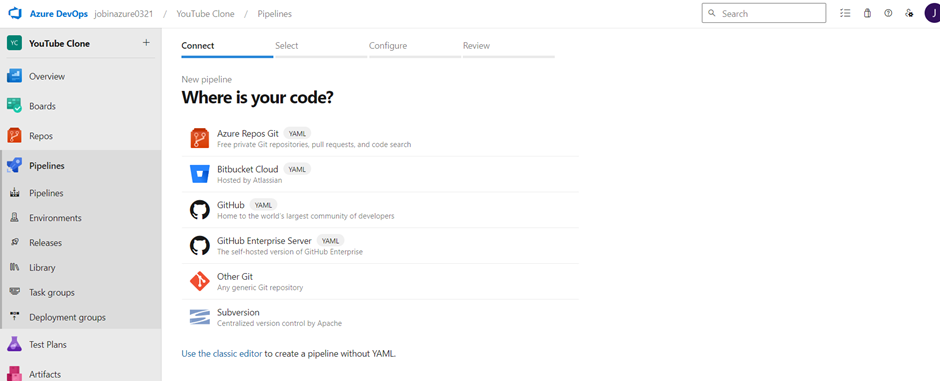 Azure DevOps jobinazure0321 / YouTube Clone / Pipelines
Search
J
YC YouTube Clone +
Overview
Boards
Repos
Pipelines
Pipelines
Environments
Releases
Library
Task groups
Deployment groups
Test Plans
Artifacts
Connect Select Configure Review
New pipeline
Where is your code?
Azure Repos Git YAML
Free private Git repositories, pull requests, and code search
Bitbucket Cloud YAML
Hosted by Atlassian
GitHub YAML
Home to the world's largest community of developers
GitHub Enterprise Server YAML
The self-hosted version of GitHub Enterprise
Other Git
Any generic Git repository
Subversion
Centralized version control by Apache
Use the classic editor to create a pipeline without YAML.